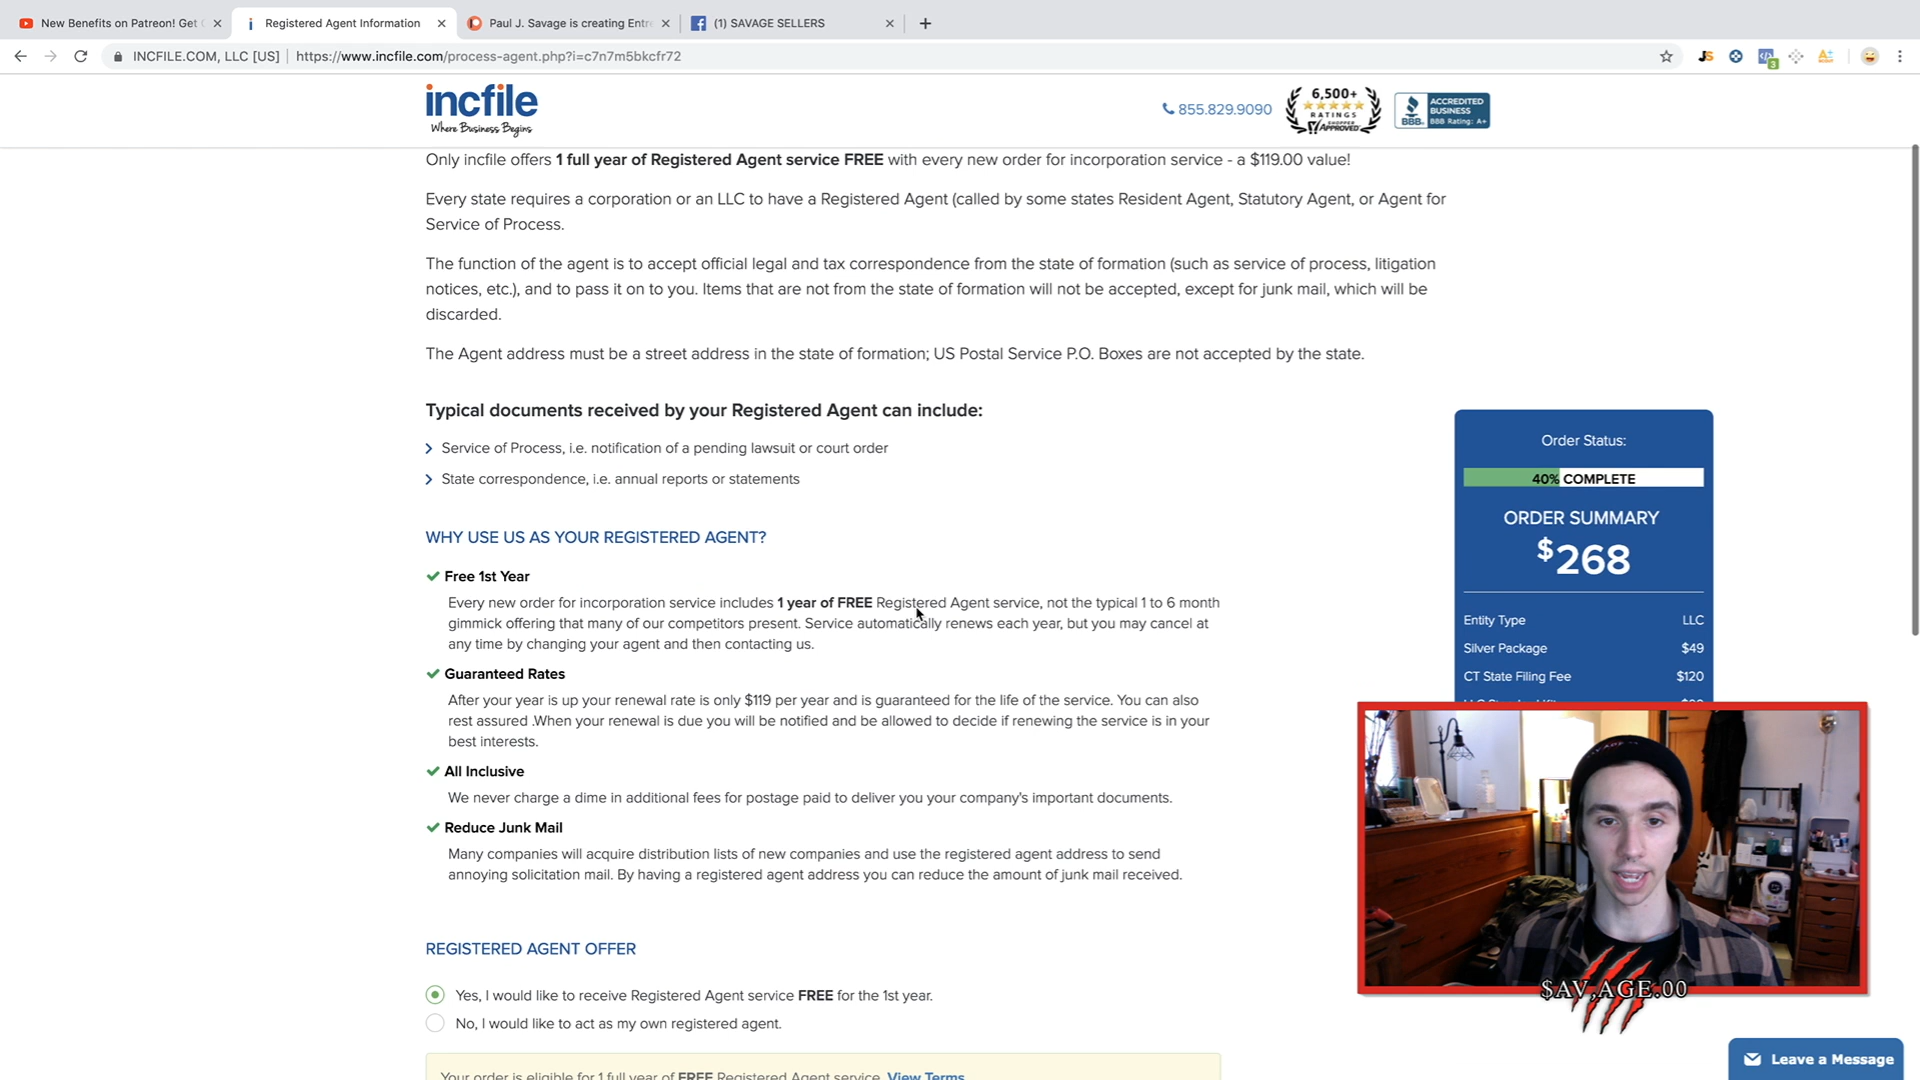 New Benefits on Patreon! Get
Registered Agent Information
Paul J. Savage is creating Entr
(1) SAVAGE SELLERS
INCFILE.COM, LLC [US]
https://www.incfile.com/process-agent.php?i=c7n7m5bkcfr72
JS
3
incfile
Where Business Begins
855.829.9090
6,500+
RATINGS
SHOPPER
APPROVED
BBB.
ACCREDITED
BUSINESS
BBB Rating: A+
Only incfile offers 1 full year of Registered Agent service FREE with every new order for incorporation service - a $119.00 value!
Every state requires a corporation or an LLC to have a Registered Agent (called by some states Resident Agent, Statutory Agent, or Agent for
Service of Process.
The function of the agent is to accept official legal and tax correspondence from the state of formation (such as service of process, litigation
notices, etc.), and to pass it on to you. Items that are not from the state of formation will not be accepted, except for junk mail, which will be
discarded.
The Agent address must be a street address in the state of formation; US Postal Service P.O. Boxes are not accepted by the state.
Typical documents received by your Registered Agent can include:
Service of Process, i.e. notification of a pending lawsuit or court order
State correspondence, i.e. annual reports or statements
WHY USE US AS YOUR REGISTERED AGENT?
Free 1st Year
Every new order for incorporation service includes 1 year of FREE Registered Agent service, not the typical 1 to 6 month
gimmick offering that many of our competitors present. Service automatically renews each year, but you may cancel at
any time by changing your agent and then contacting us.
Guaranteed Rates
After your year is up your renewal rate is only $119 per year and is guaranteed for the life of the service. You can also
rest assured .When your renewal is due you will be notified and be allowed to decide if renewing the service is in your
best interests.
All Inclusive
We never charge a dime in additional fees for postage paid to deliver you your company's important documents.
Reduce Junk Mail
Many companies will acquire distribution lists of new companies and use the registered agent address to send
annoying solicitation mail. By having a registered agent address you can reduce the amount of junk mail received.
REGISTERED AGENT OFFER
Yes, I would like to receive Registered Agent service FREE for the 1st year.
No, I would like to act as my own registered agent.
Your order is eligible for 1 full year of FREE Registered Agent service. View Terms
Order Status:
40% COMPLETE
ORDER SUMMARY
$268
Entity Type LLC
Silver Package $49
CT State Filing Fee $120
$AV,AGE.00
Leave a Message